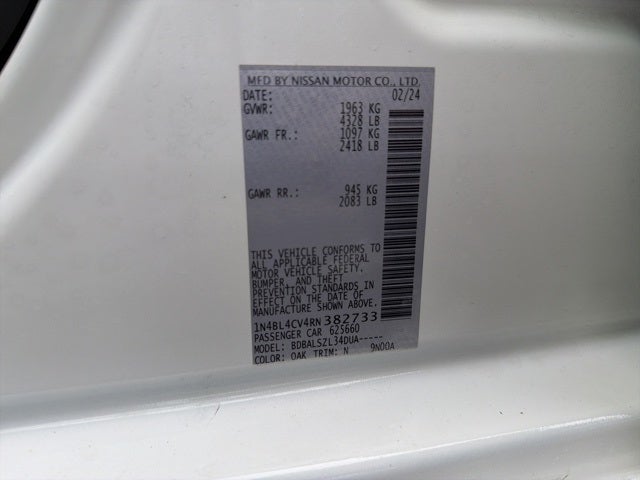 MFD BY NISSAN MOTOR CO., LTD.
DATE: 02/24
GVWR: 1963 KG
4328 LB
GAWR FR.: 1097 KG
2418 LB
GAWR RR.: 945 KG
2083 LB
THIS VEHICLE CONFORMS TO
ALL APPLICABLE FEDERAL
MOTOR VEHICLE SAFETY,
BUMPER, AND THEFT
PREVENTION STANDARDS IN
EFFECT ON THE DATE OF
MANUFACTURE SHOWN ABOVE.
1N4BL4CV4RN382733
PASSENGER CAR 625660
MODEL: BDBALSZL34DUA-----
COLOR: OAK TRIM: N 9N00A